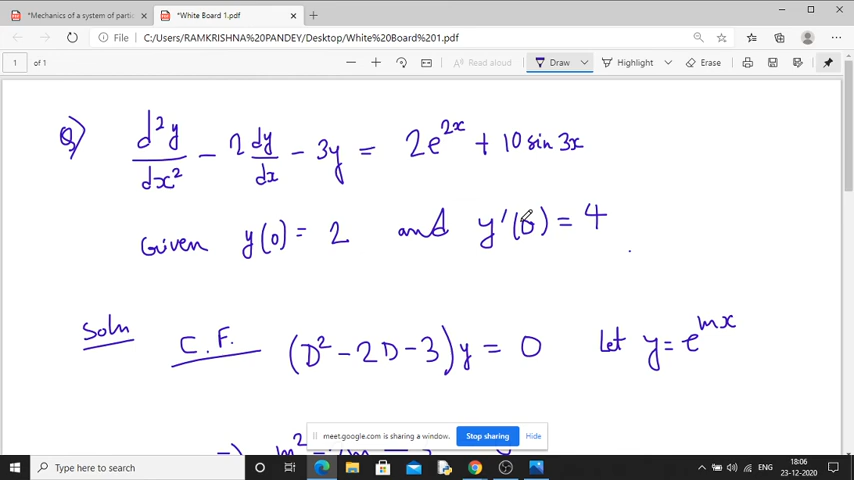 *Mechanics of a system of partic
*White Board 1.pdf
File C:/Users/RAMKRISHNA%20PANDEY/Desktop/White%20Board%201.pdf
1 of 1 Read aloud Draw Highlight Erase
Q) d²y/dx² - 2 dy/dx - 3y = 2e^2x + 10 sin 3x
Given y(0) = 2 and y'(0) = 4
Soln C.F. (D² - 2D - 3)y = 0 Let y = e^mx
meet.google.com is sharing a window. Stop sharing Hide
Type here to search
ENG
18:06
23-12-2020